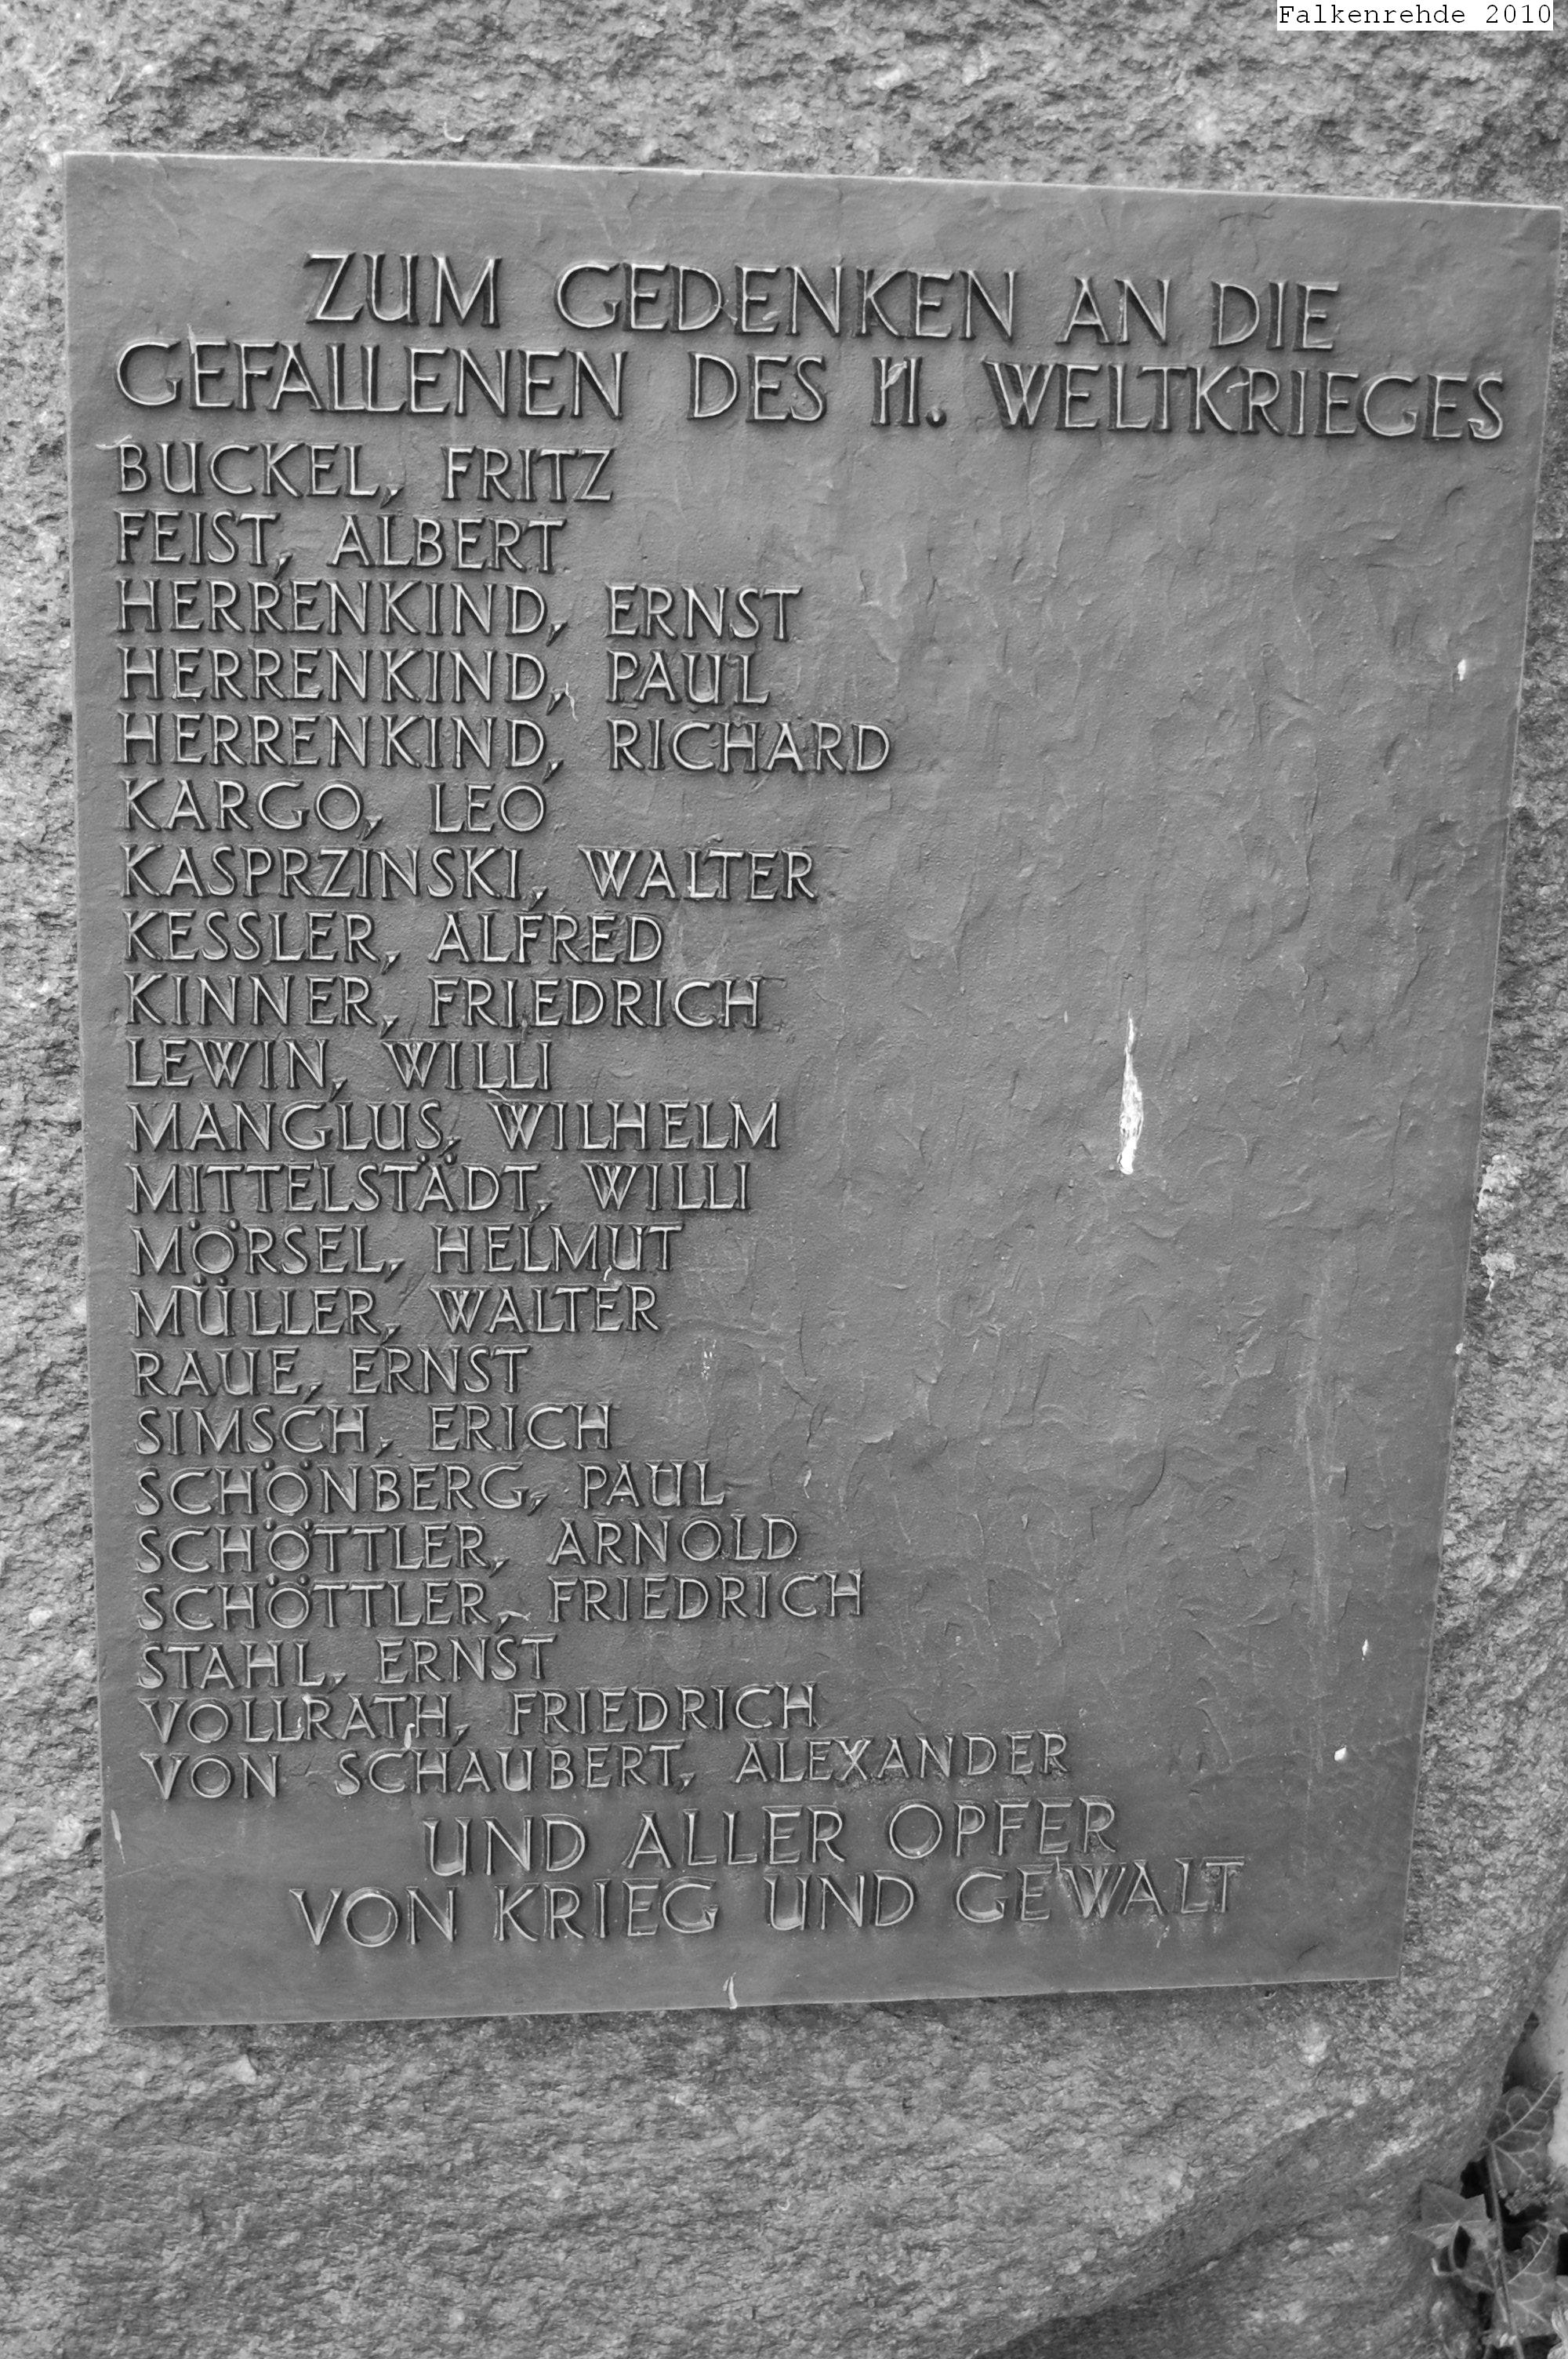 Falkenrehde 2010
ZUM GEDENKEN AN DIE
GEFALLENEN DES II. WELTKRIEGES
BUCKEL, FRITZ
FEIST, ALBERT
HERRENKIND, ERNST
HERRENKIND, PAUL
HERRENKIND, RICHARD
KARGO, LEO
KASPRZINSKI, WALTER
KESSLER, ALFRED
KINNER, FRIEDRICH
LEWIN, WILLI
MANGLUS, WILHELM
MITTELSTÄDT, WILLI
MÖRSEL, HELMUT
MÜLLER, WALTER
RAUE, ERNST
SIMSCH, ERICH
SCHÖNBERG, PAUL
SCHÖTTLER, ARNOLD
SCHÖTTLER, FRIEDRICH
STAHL, ERNST
VOLLRATH, FRIEDRICH
VON SCHAUBERT, ALEXANDER
UND ALLER OPFER
VON KRIEG UND GEWALT